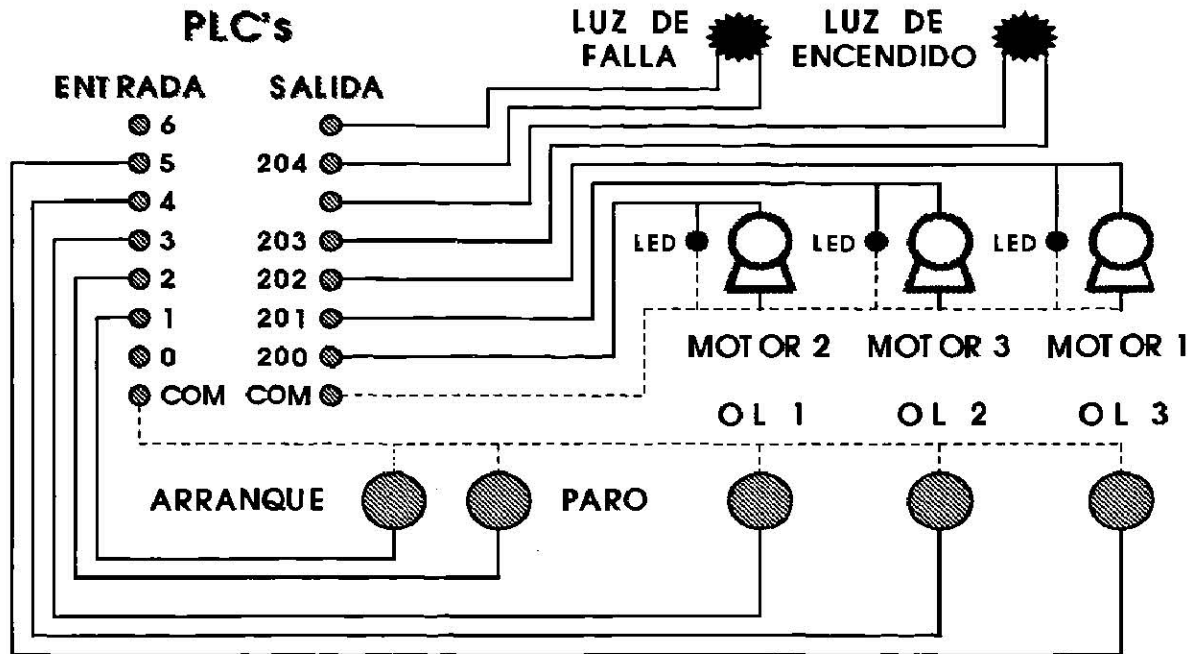 PLC's
LUZ DE FALLA
LUZ DE ENCENDIDO
ENTRADA SALIDA
6
5 204
4
3 203
2 202
1 201
0 200
COM COM
LED LED LED
MOTOR 2 MOTOR 3 MOTOR 1
OL 1 OL 2 OL 3
ARRANQUE PARO